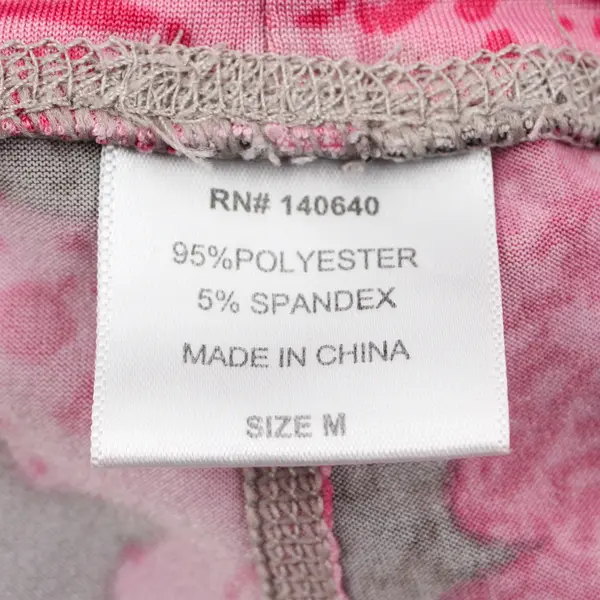 RN# 140640
95%POLYESTER
5% SPANDEX
MADE IN CHINA
SIZE M